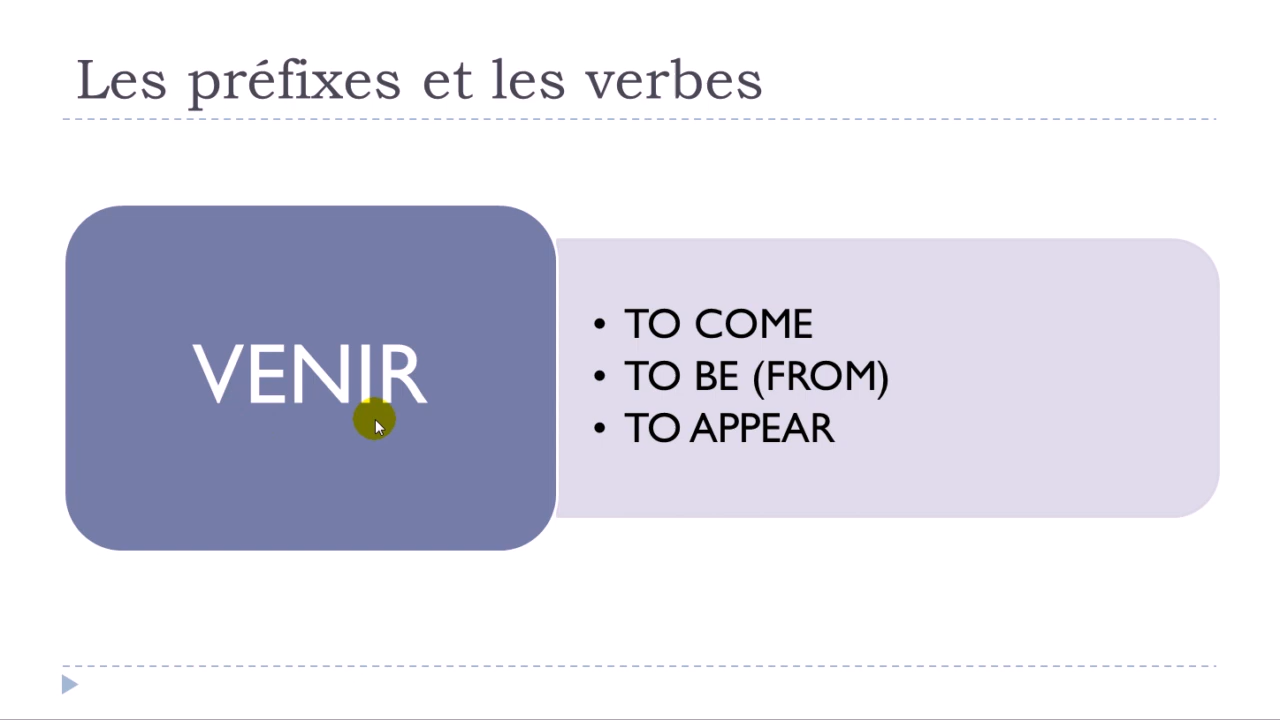 Les préfixes et les verbes
VENIR
• TO COME
• TO BE (FROM)
• TO APPEAR